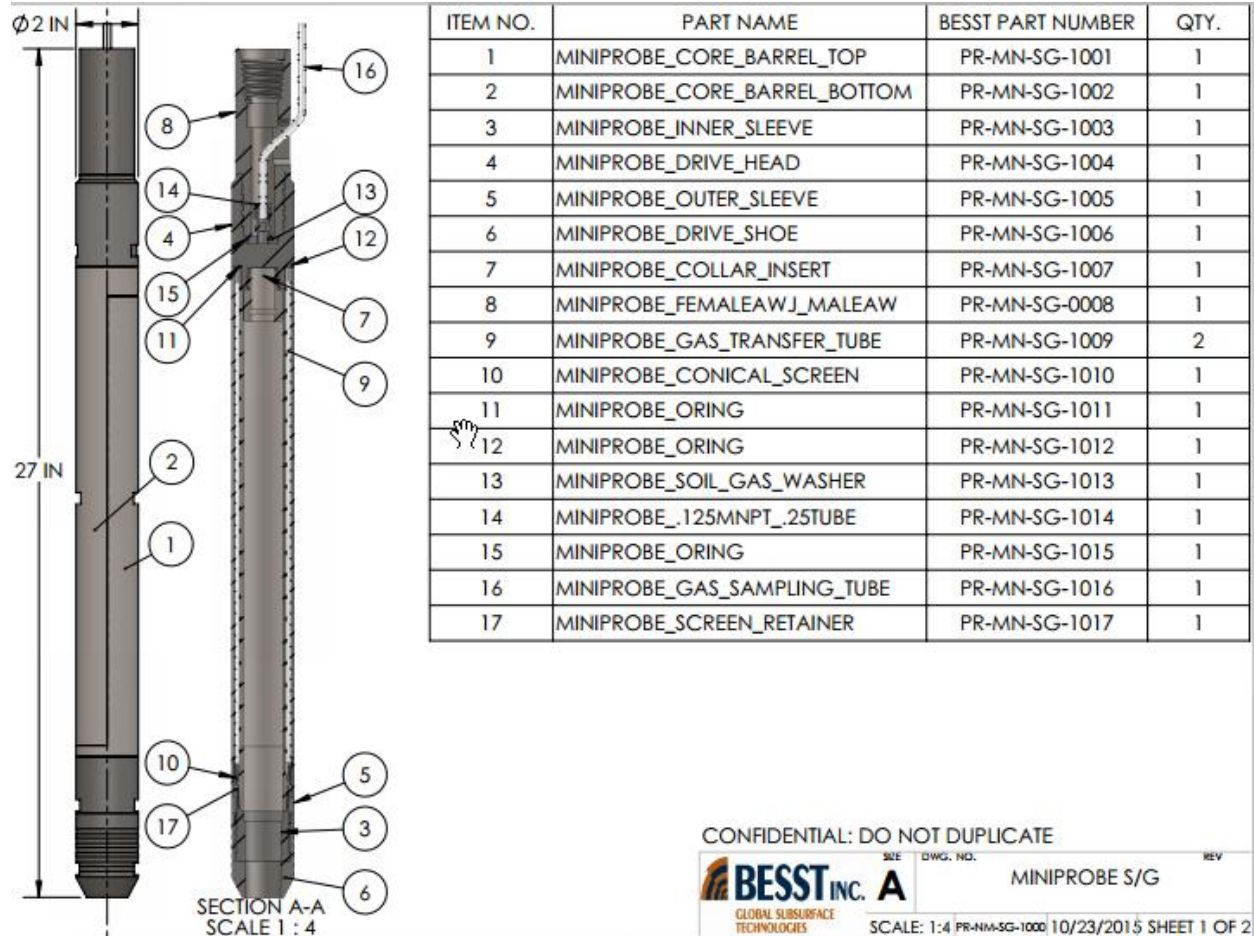 Ø2 IN
27 IN
16
8
14
13
4
12
15
7
11
9
2
1
10
5
17
3
6
SECTION A-A
SCALE 1 : 4
ITEM NO. PART NAME BESST PART NUMBER QTY.
1 MINIPROBE_CORE_BARREL_TOP PR-MN-SG-1001 1
2 MINIPROBE_CORE_BARREL_BOTTOM PR-MN-SG-1002 1
3 MINIPROBE_INNER_SLEEVE PR-MN-SG-1003 1
4 MINIPROBE_DRIVE_HEAD PR-MN-SG-1004 1
5 MINIPROBE_OUTER_SLEEVE PR-MN-SG-1005 1
6 MINIPROBE_DRIVE_SHOE PR-MN-SG-1006 1
7 MINIPROBE_COLLAR_INSERT PR-MN-SG-1007 1
8 MINIPROBE_FEMALEAWJ_MALEAW PR-MN-SG-0008 1
9 MINIPROBE_GAS_TRANSFER_TUBE PR-MN-SG-1009 2
10 MINIPROBE_CONICAL_SCREEN PR-MN-SG-1010 1
11 MINIPROBE_ORING PR-MN-SG-1011 1
12 MINIPROBE_ORING PR-MN-SG-1012 1
13 MINIPROBE_SOIL_GAS_WASHER PR-MN-SG-1013 1
14 MINIPROBE_.125MNPT_.25TUBE PR-MN-SG-1014 1
15 MINIPROBE_ORING PR-MN-SG-1015 1
16 MINIPROBE_GAS_SAMPLING_TUBE PR-MN-SG-1016 1
17 MINIPROBE_SCREEN_RETAINER PR-MN-SG-1017 1
CONFIDENTIAL: DO NOT DUPLICATE
BESST INC.
GLOBAL SUBSURFACE
TECHNOLOGIES
SIZE DWG. NO. REV
A MINIPROBE S/G
SCALE: 1:4 PR-NM-SG-1000 10/23/2015 SHEET 1 OF 2